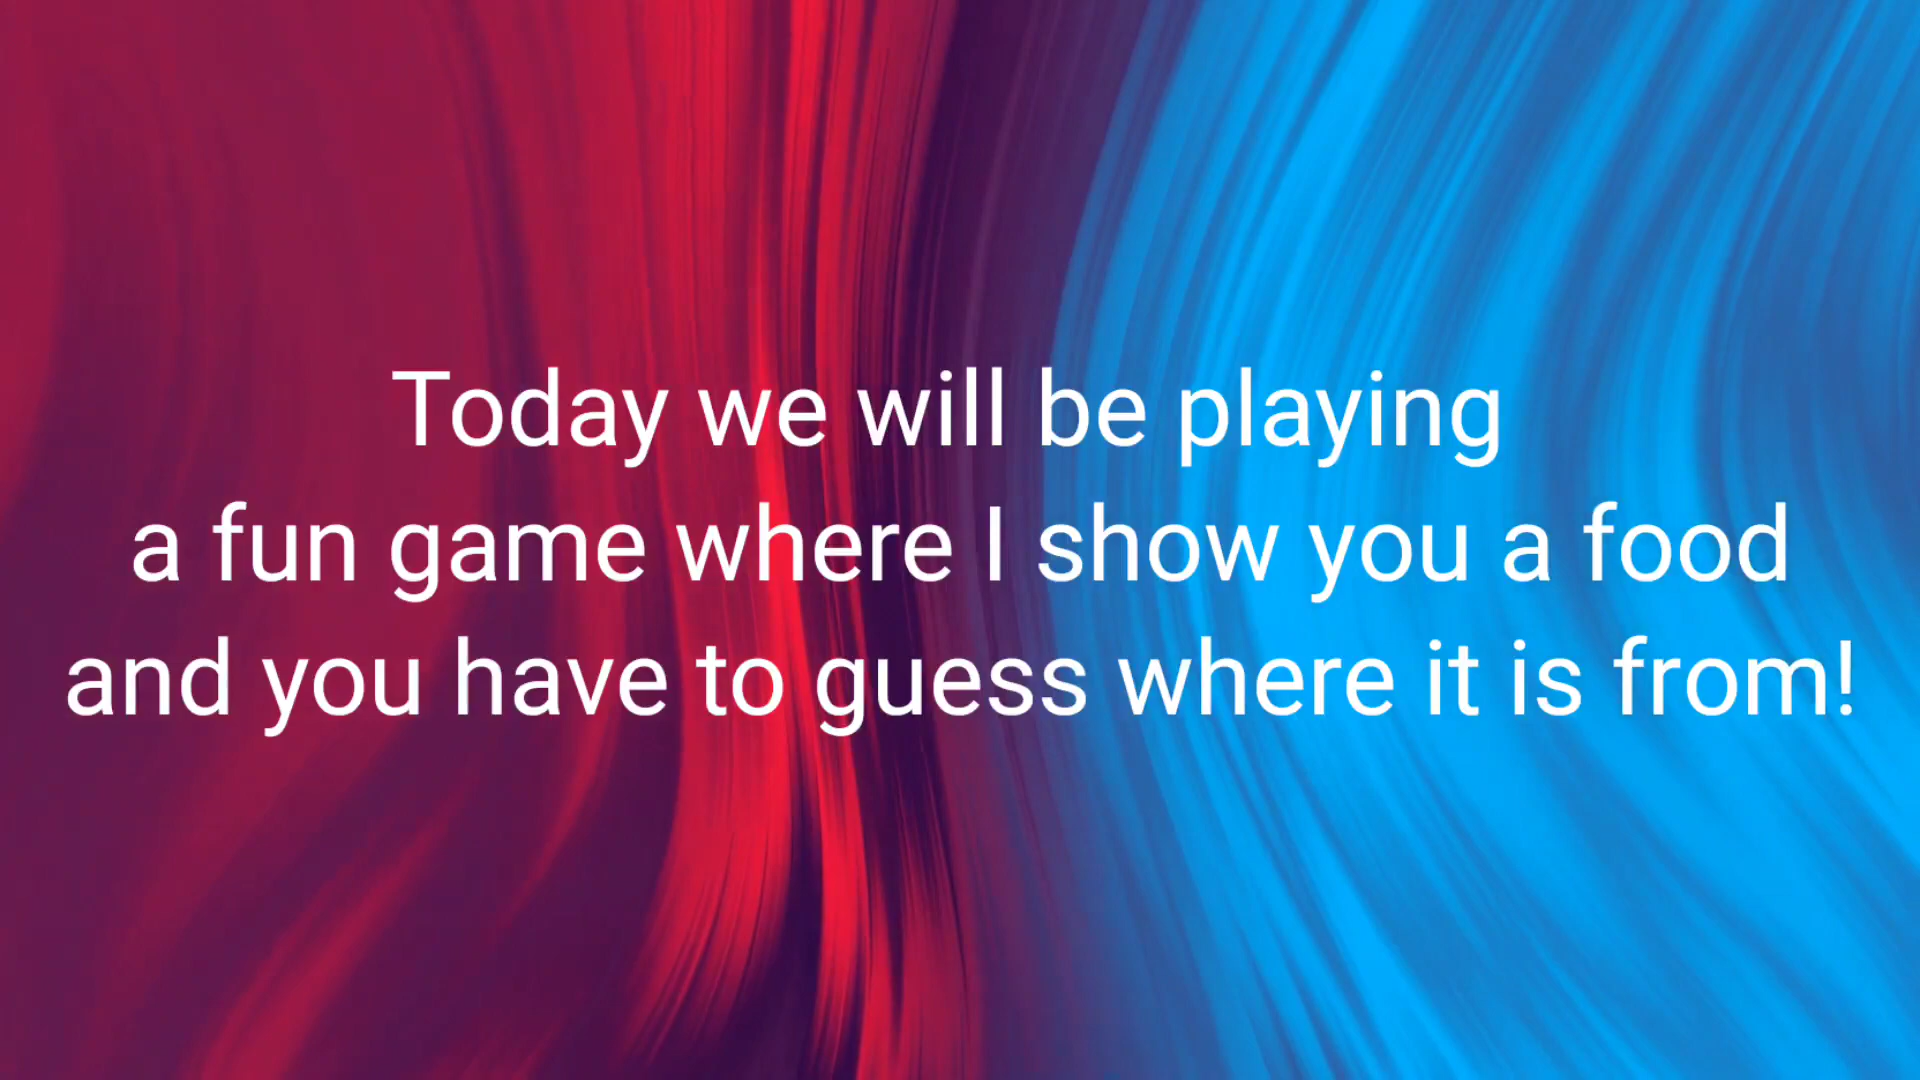 Today we will be playing
a fun game where I show you a food
and you have to guess where it is from!